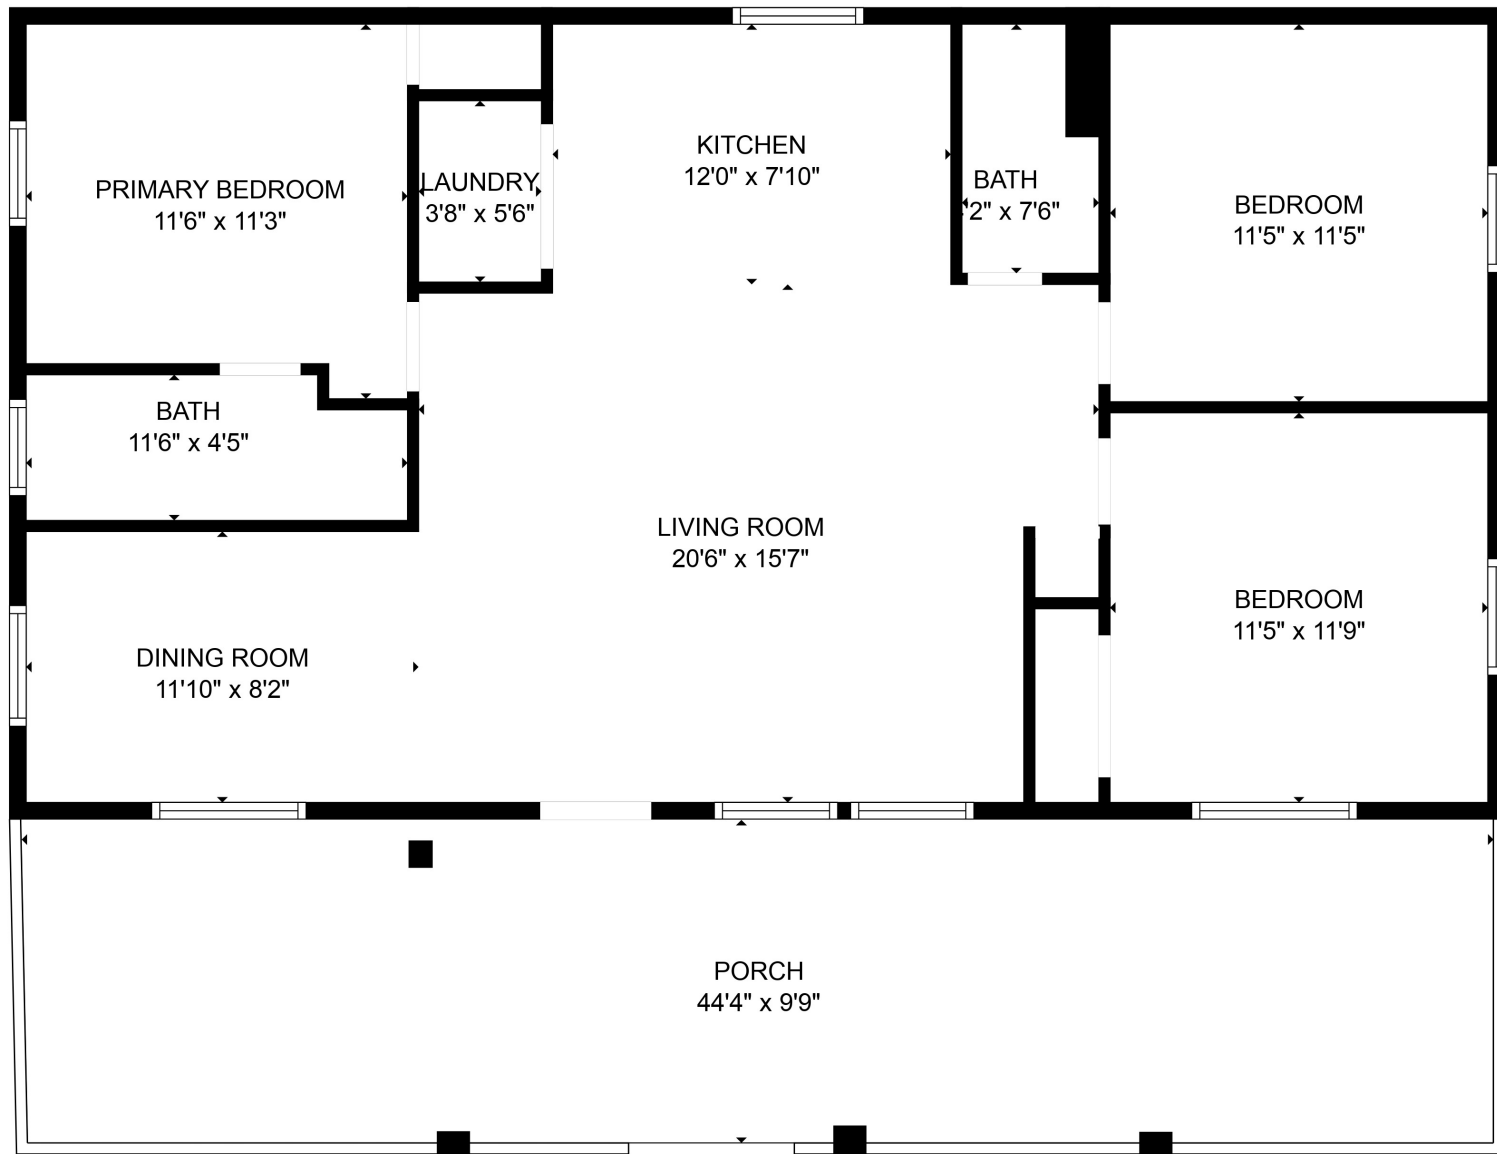 KITCHEN
12'0" x 7'10"
PRIMARY BEDROOM
11'6" x 11'3"
LAUNDRY
3'8" x 5'6"
BATH
'2" x 7'6"
BEDROOM
11'5" x 11'5"
BATH
11'6" x 4'5"
LIVING ROOM
20'6" x 15'7"
BEDROOM
11'5" x 11'9"
DINING ROOM
11'10" x 8'2"
PORCH
44'4" x 9'9"